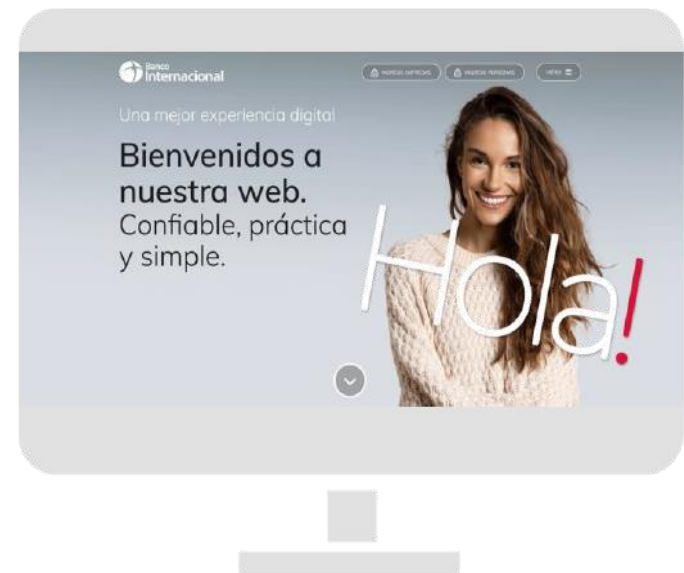 Banco
Internacional
Una mejor experiencia digital
Bienvenidos a
nuestra web.
Confiable, práctica
y simple.
Hola!